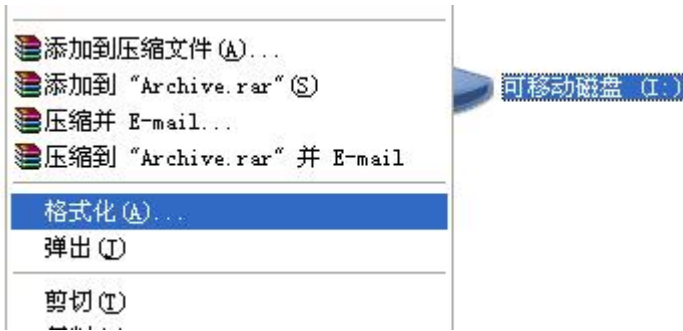 添加到压缩文件(A)...
添加到 "Archive.rar"(S)
压缩并 E-mail...
压缩到 "Archive.rar" 并 E-mail
格式化(A)...
弹出(J)
剪切(T)
可移动磁盘 (I:)